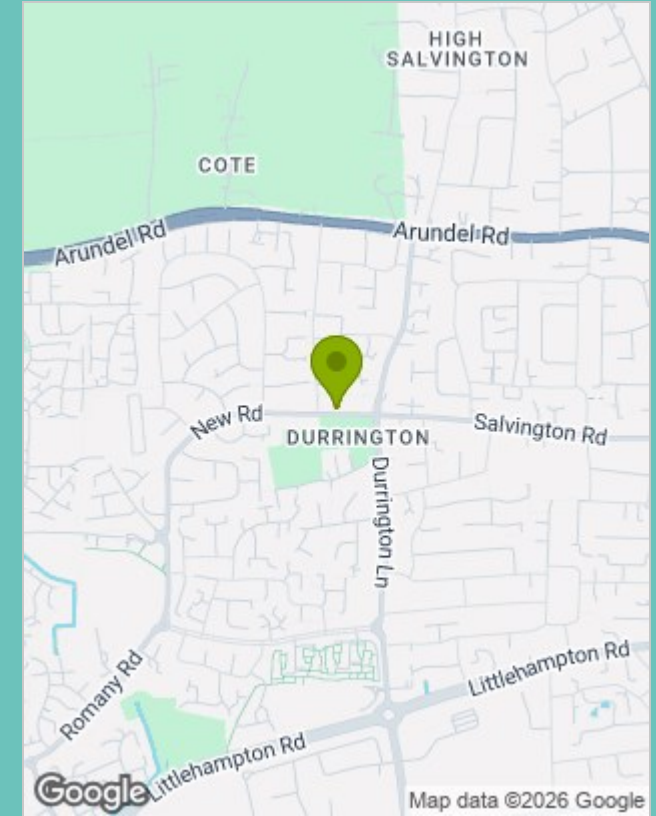 HIGH
SALVINGTON
COTE
Arundel Rd
Arundel Rd
New Rd
Salvington Rd
DURRINGTON
Durrington Ln
Romany Rd
Littlehampton Rd
Littlehampton Rd
Google
Map data ©2026 Google